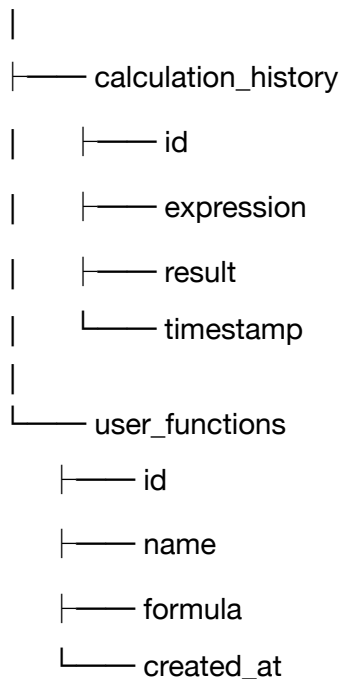 │
├── calculation_history
│ ├── id
│ ├── expression
│ ├── result
│ └── timestamp
│
└── user_functions
├── id
├── name
├── formula
└── created_at